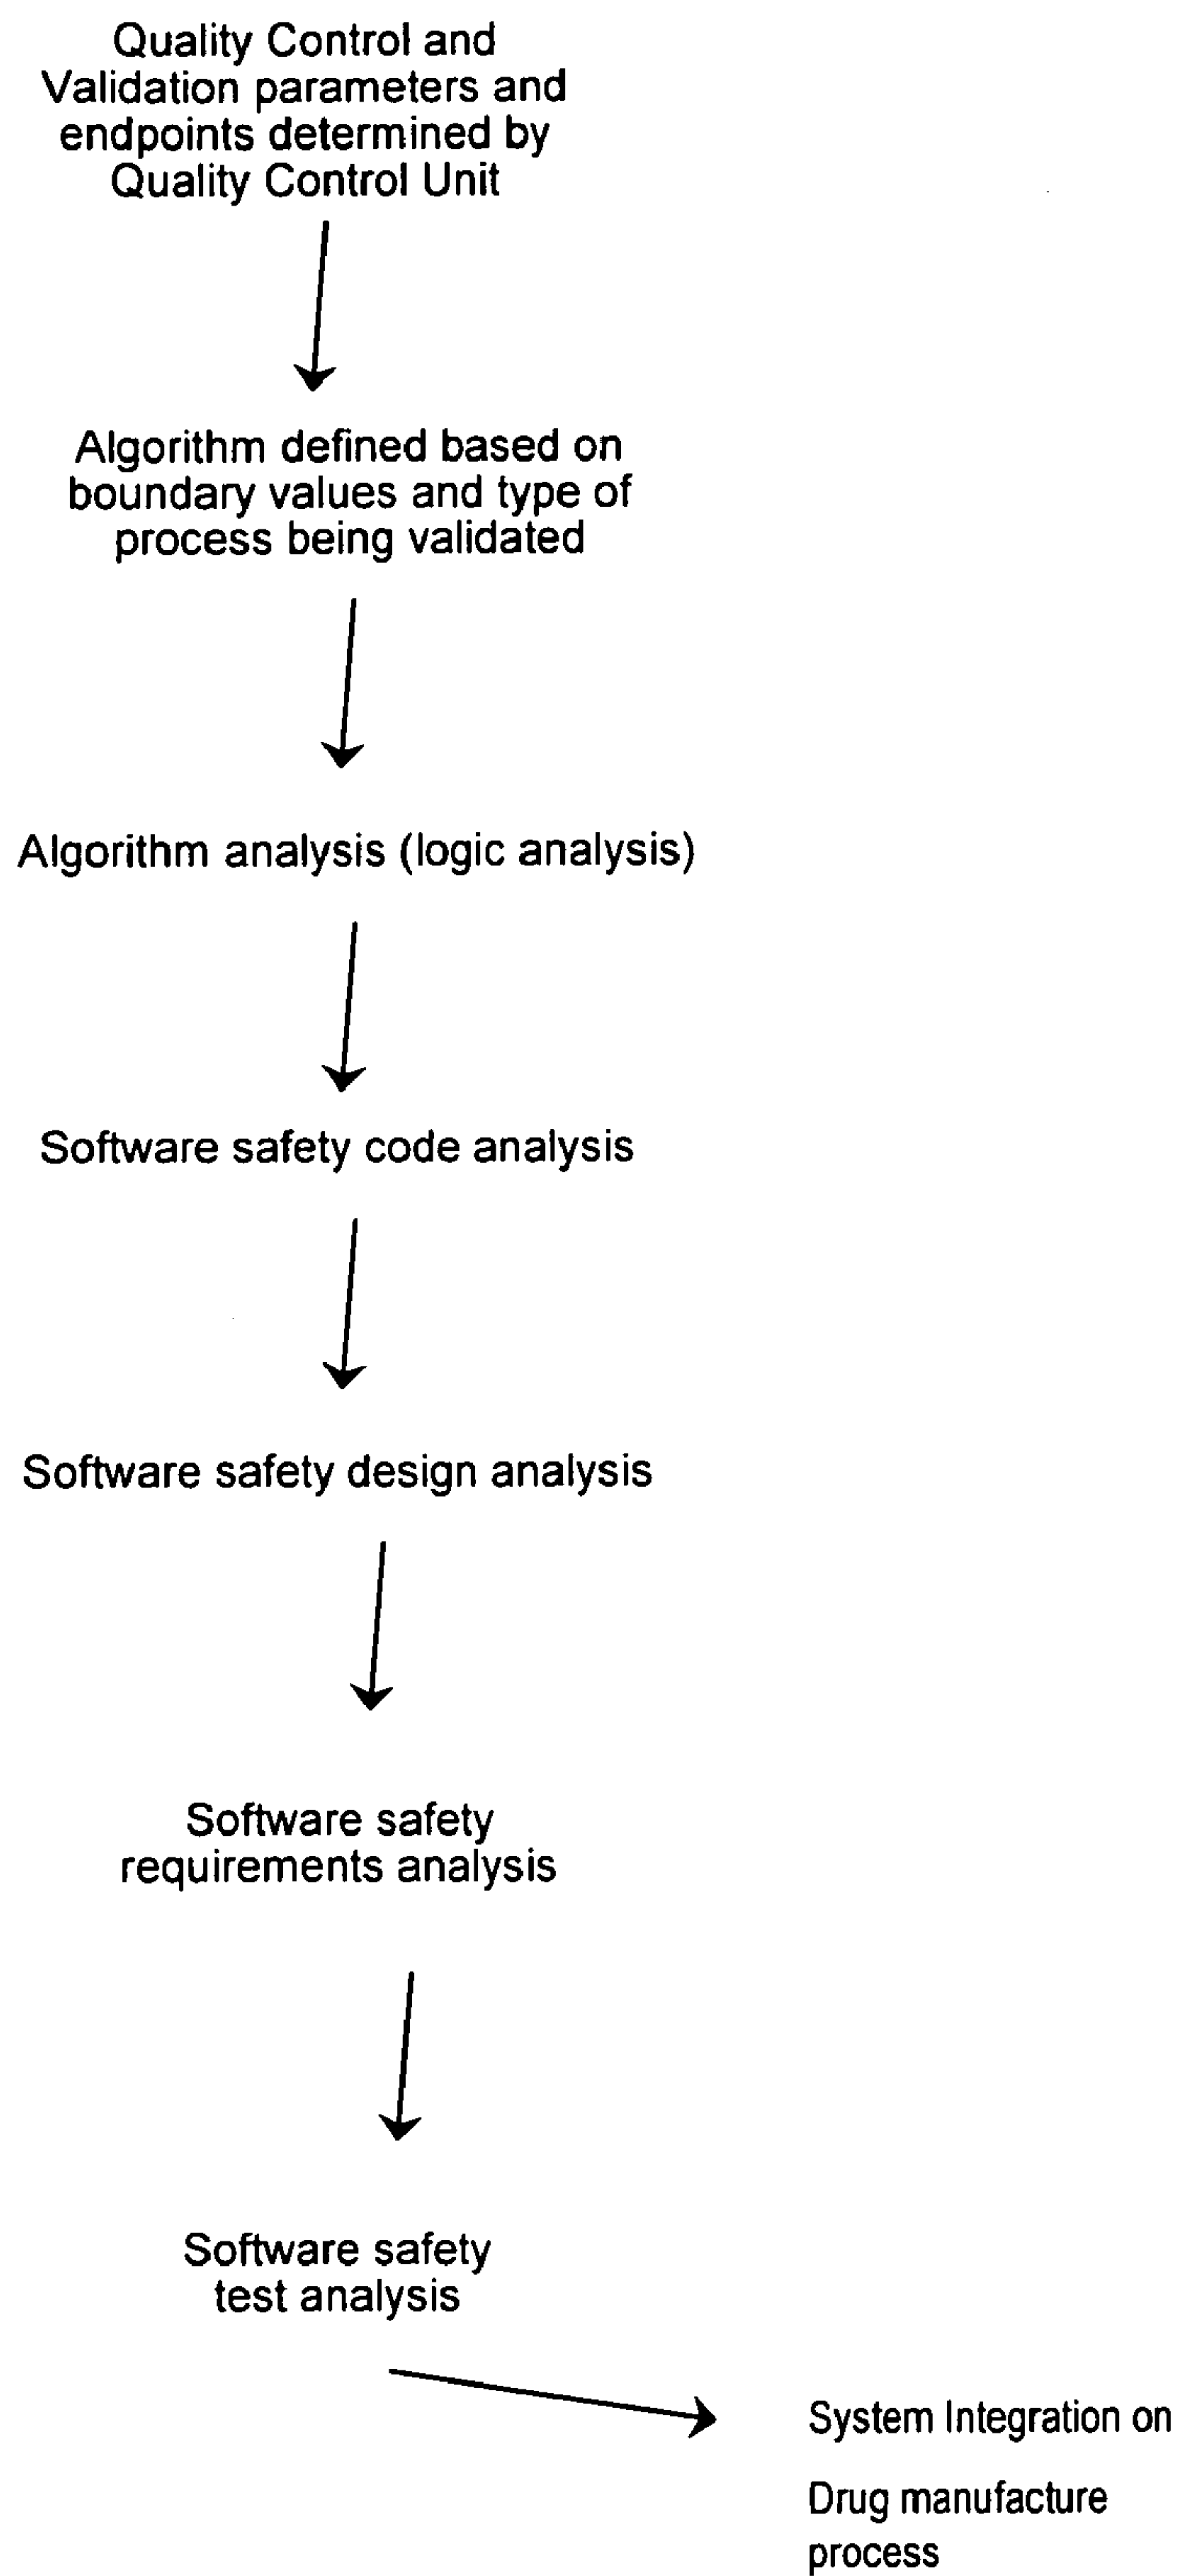 Quality Control and
Validation parameters and
endpoints determined by
Quality Control Unit
Algorithm defined based on
boundary values and type of
process being validated
Algorithm analysis (logic analysis)
Software safety code analysis
Software safety design analysis
Software safety
requirements analysis
Software safety
test analysis
System Integration on
Drug manufacture
process